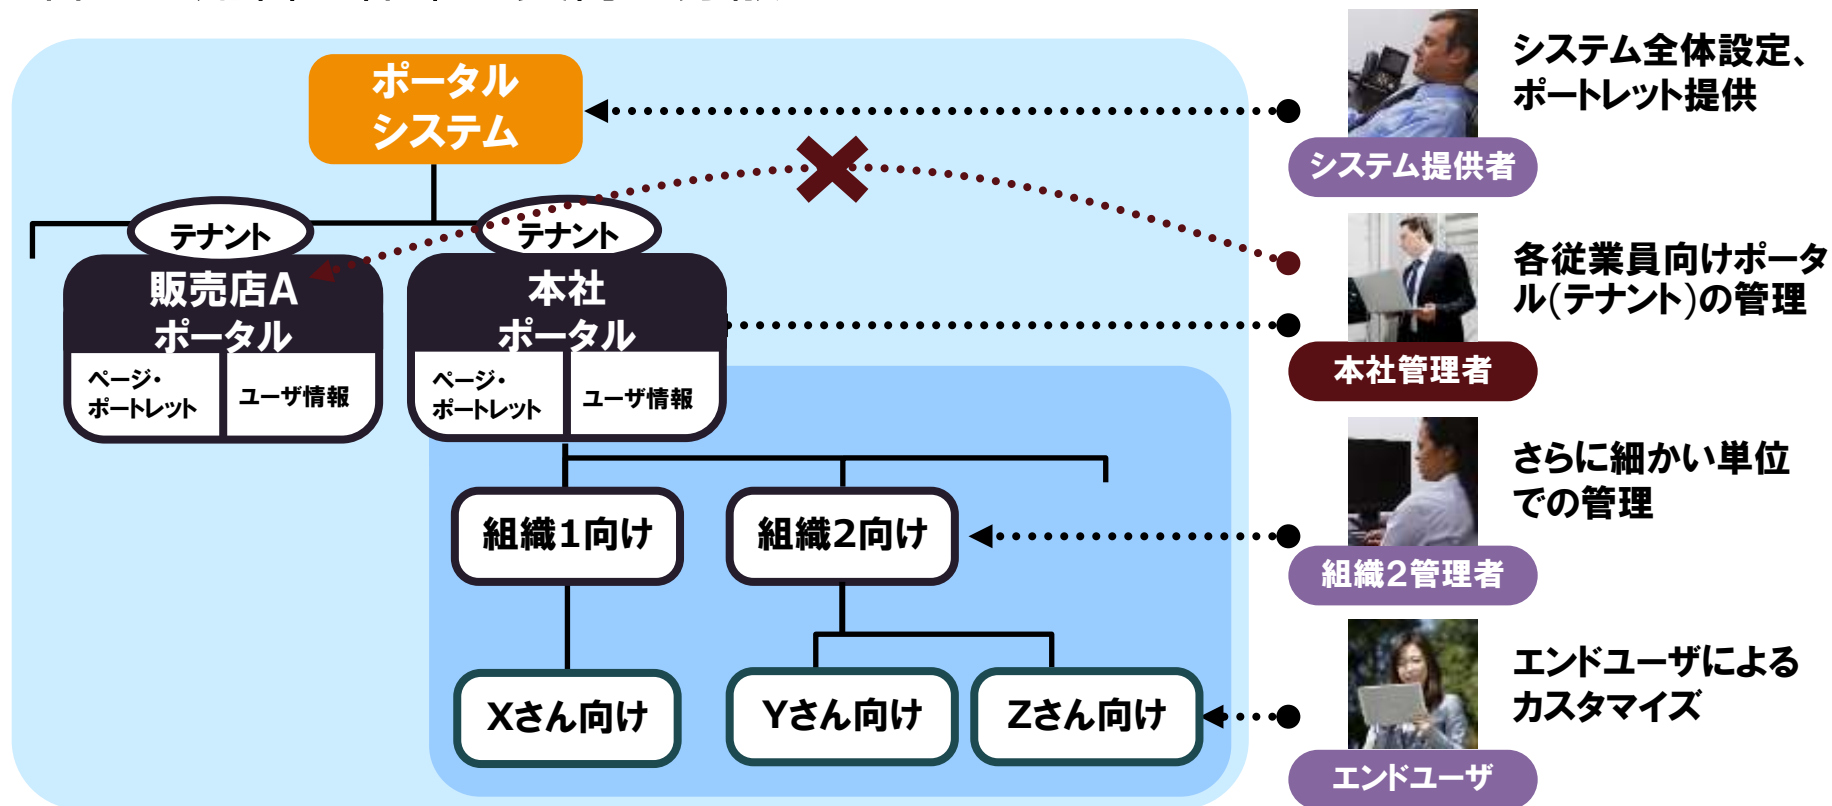 ポータル
システム
システム全体設定、
ポートレット提供
システム提供者
テナント
テナント
販売店A
ポータル
本社
ポータル
ページ・
ポートレット
ユーザ情報
ページ・
ポートレット
ユーザ情報
各従業員向けポータ
ル(テナント)の管理
本社管理者
組織1向け
組織2向け
さらに細かい単位
での管理
組織2管理者
Xさん向け
Yさん向け
Zさん向け
エンドユーザによる
カスタマイズ
エンドユーザ